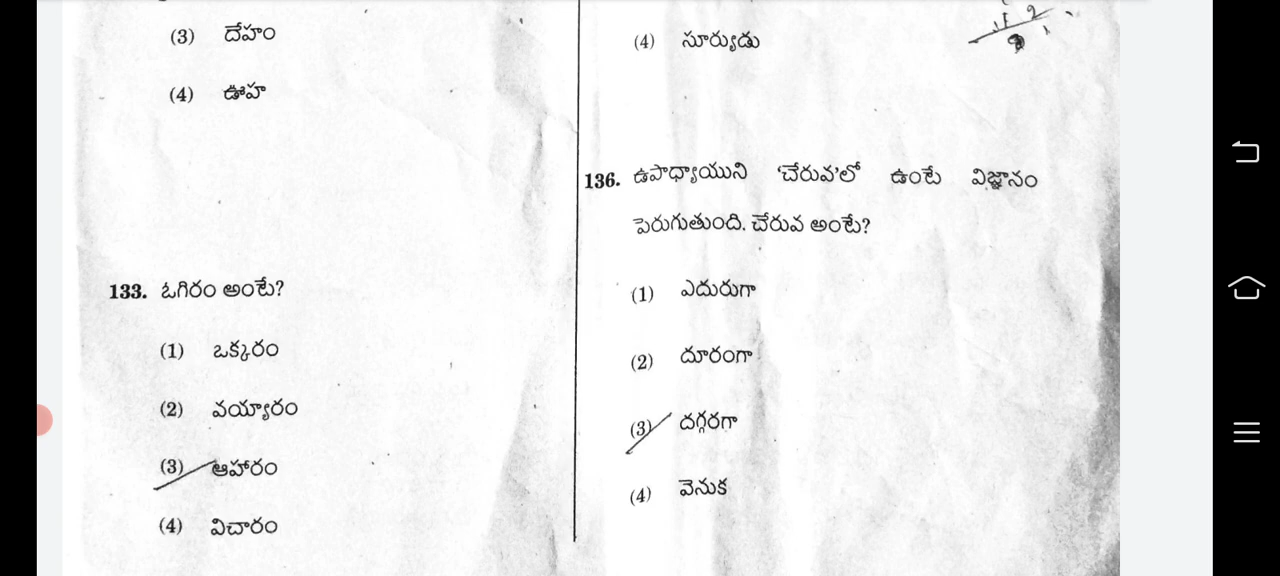 (3) దేహం
(4) ఊహ
133. ఓగిరం అంటే?
(1) ఒక్కరం
(2) వయ్యారం
(3) ఆహారం
(4) విచారం
(4) సూర్యుడు
136. ఉపాధ్యాయుని 'చేరువ'లో ఉంటే విజ్ఞానం
పెరుగుతుంది. చేరువ అంటే?
(1) ఎదురుగా
(2) దూరంగా
(3) దగ్గరగా
(4) వెనుక